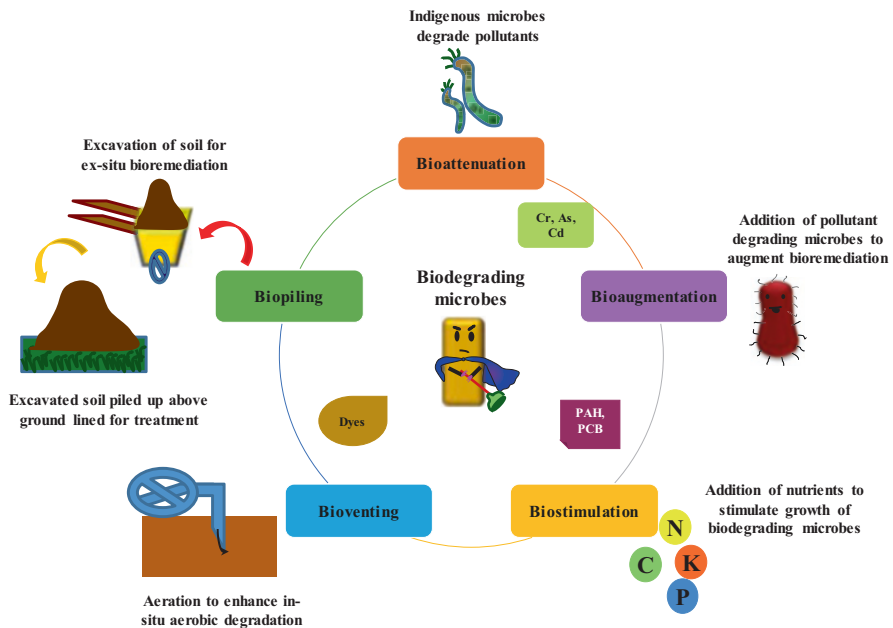 Indigenous microbes
degrade pollutants
Bioattenuation
Cr, As,
Cd
Addition of pollutant
degrading microbes to
augment bioremediation
Bioaugmentation
PAH,
PCB
Addition of nutrients to
stimulate growth of
biodegrading microbes
Biostimulation
N
C
K
P
Bioventing
Aeration to enhance in-
situ aerobic degradation
Dyes
Biopiling
Excavation of soil for
ex-situ bioremediation
Excavated soil piled up above
ground lined for treatment
Biodegrading
microbes